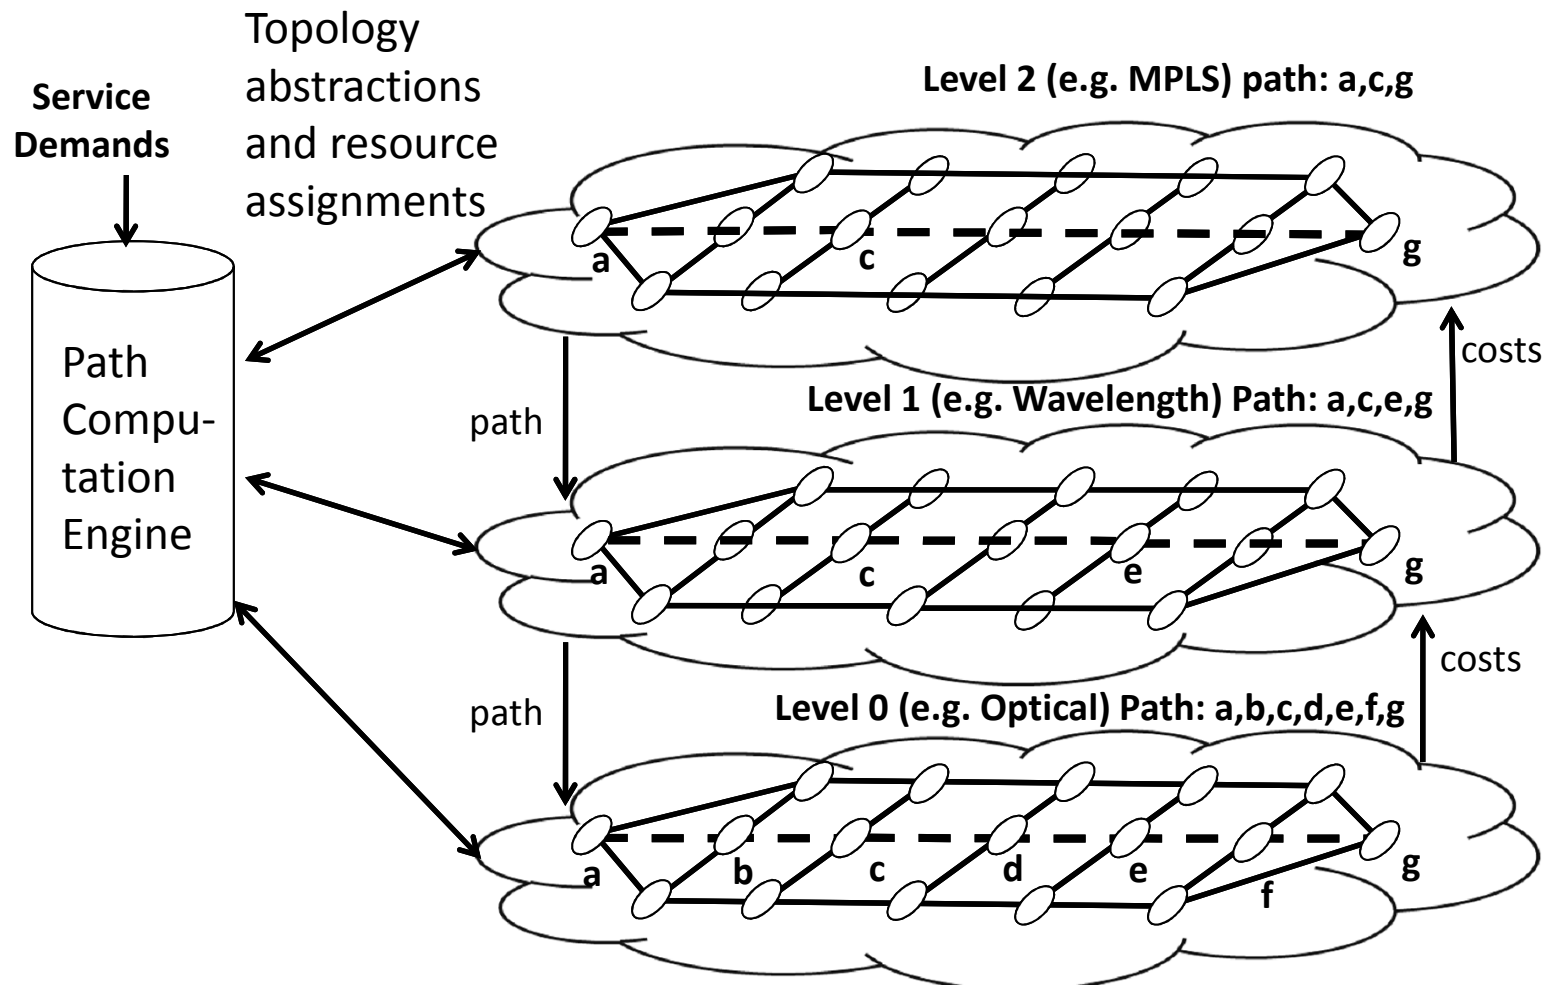 Service
Demands
Topology
abstractions
and resource
assignments
Path
Compu-
tation
Engine
Level 2 (e.g. MPLS) path: a,c,g
a
c
g
path
costs
Level 1 (e.g. Wavelength) Path: a,c,e,g
a
c
e
g
path
costs
Level 0 (e.g. Optical) Path: a,b,c,d,e,f,g
a
b
c
d
e
f
g